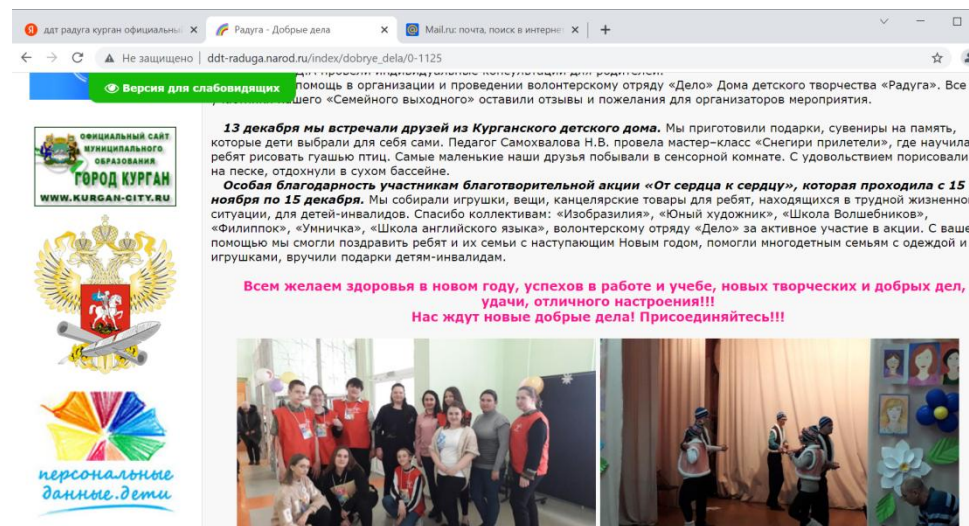 ддт радуга курган официальны
Радуга - Добрые дела
Mail.ru: почта, поиск в интерне
Не защищено
ddt-raduga.narod.ru/index/dobrye_dela/0-1125
Версия для слабовидящих
ОФИЦИАЛЬНЫЙ САЙТ
МУНИЦИПАЛЬНОГО
ОБРАЗОВАНИЯ
ГОРОД КУРГАН
WWW.KURGAN-CITY.RU
персональные
данные.дети
провели индивидуальные консультации для родителей.
помощь в организации и проведении волонтерскому отряду «Дело» Дома детского творчества «Радуга». Все
нашего «Семейного выходного» оставили отзывы и пожелания для организаторов мероприятия.
13 декабря мы встречали друзей из Курганского детского дома. Мы приготовили подарки, сувениры на память,
которые дети выбрали для себя сами. Педагог Самохвалова Н.В. провела мастер–класс «Снегири прилетели», где научила
ребят рисовать гуашью птиц. Самые маленькие наши друзья побывали в сенсорной комнате. С удовольствием порисовали
на песке, отдохнули в сухом бассейне.
Особая благодарность участникам благотворительной акции «От сердца к сердцу», которая проходила с 15
ноября по 15 декабря. Мы собирали игрушки, вещи, канцелярские товары для ребят, находящихся в трудной жизненно
ситуации, для детей-инвалидов. Спасибо коллективам: «Изобразилия», «Юный художник», «Школа Волшебников»,
«Филиппок», «Умничка», «Школа английского языка», волонтерскому отряду «Дело» за активное участие в акции. С ваше
помощью мы смогли поздравить ребят и их семьи с наступающим Новым годом, помогли многодетным семьям с одеждой и
игрушками, вручили подарки детям-инвалидам.
Всем желаем здоровья в новом году, успехов в работе и учебе, новых творческих и добрых дел,
удачи, отличного настроения!!!
Нас ждут новые добрые дела! Присоединяйтесь!!!